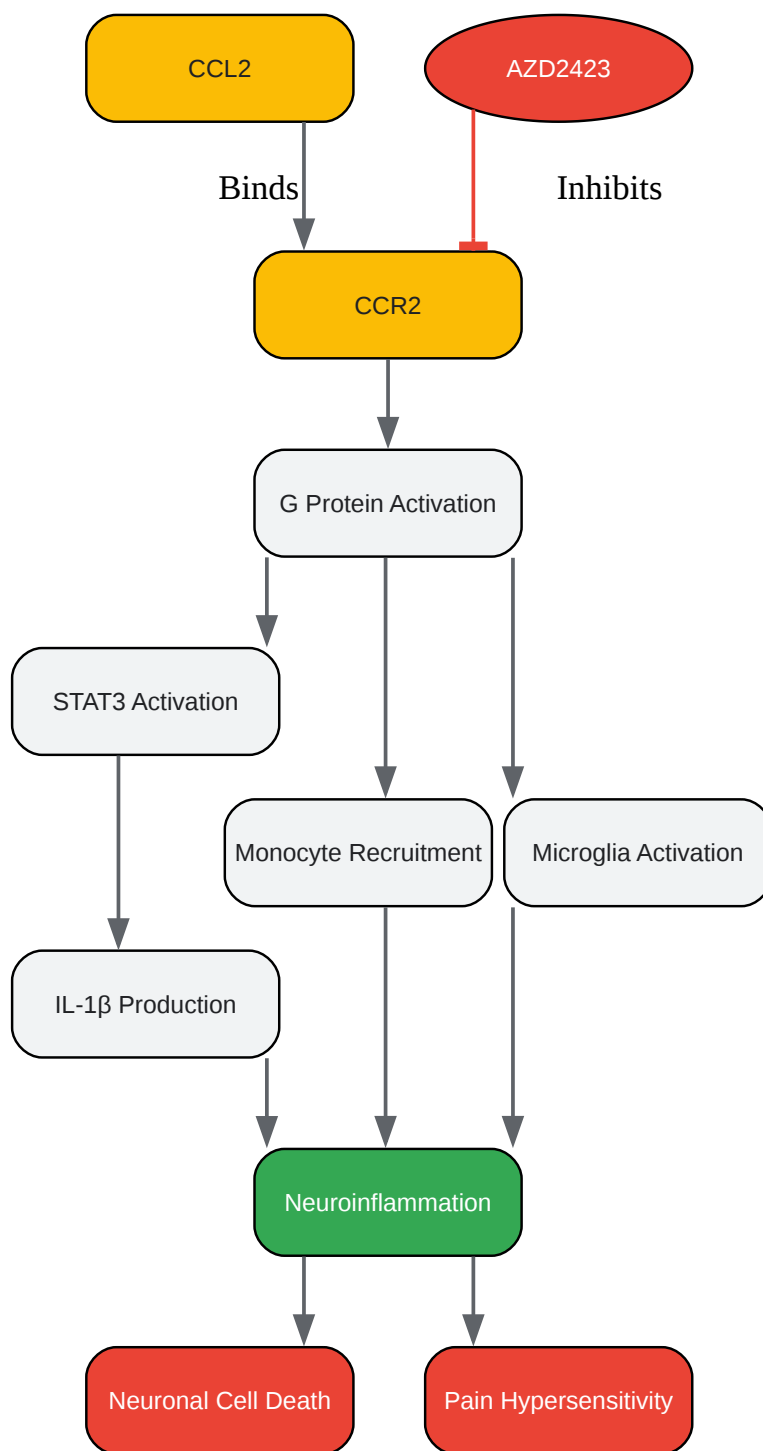 CCL2
AZD2423
Binds
Inhibits
CCR2
G Protein Activation
STAT3 Activation
Monocyte Recruitment
Microglia Activation
IL-1β Production
Neuroinflammation
Neuronal Cell Death
Pain Hypersensitivity